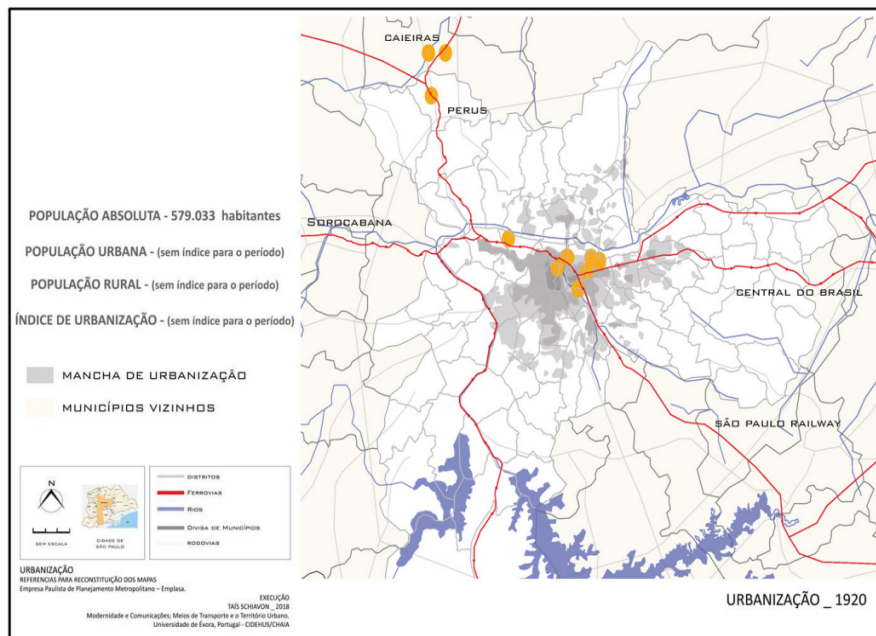 CAIEIRAS
PERUS
SOROCABANA
CENTRAL DO BRASIL
SÃO PAULO RAILWAY
POPULAÇÃO ABSOLUTA - 579.033 habitantes
POPULAÇÃO URBANA - (sem índice para o período)
POPULAÇÃO RURAL - (sem índice para o período)
ÍNDICE DE URBANIZAÇÃO - (sem índice para o período)
MANCHA DE URBANIZAÇÃO
MUNICÍPIOS VIZINHOS
N
SEM ESCALA
CIDADE DE
SÃO PAULO
DISTRITOS
FERROVIAS
RIOS
DIVISA DE MUNICÍPIOS
RODOVIAS
URBANIZAÇÃO
REFERENCIAS PARA RECONSTITUIÇÃO DOS MAPAS
Empresa Paulista de Planejamento Metropolitano – Emplasa.
EXECUÇÃO
TAÍS SCHIAVON _ 2018
Modernidade e Comunicações; Meios de Transporte e o Território Urbano.
Universidade de Évora, Portugal - CIDEHUS/CHAIA
URBANIZAÇÃO _ 1920